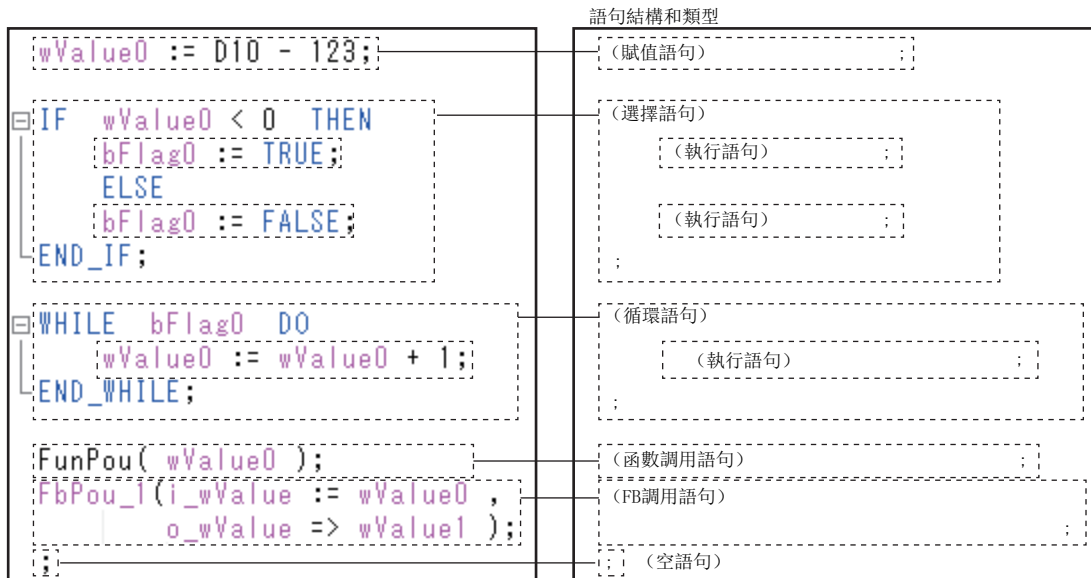 語句結構和類型
wValue0 := D10 - 123;
(賦值語句) ;
IF wValue0 < 0 THEN
(選擇語句)
bFlag0 := TRUE;
(執行語句) ;
ELSE
bFlag0 := FALSE;
(執行語句) ;
END_IF;
;
WHILE bFlag0 DO
(循環語句)
wValue0 := wValue0 + 1;
(執行語句) ;
END_WHILE;
;
FunPou( wValue0 );
(函數調用語句) ;
FbPou_1(i_wValue := wValue0 ,
(FB調用語句)
o_wValue => wValue1 );
;
;
; (空語句)